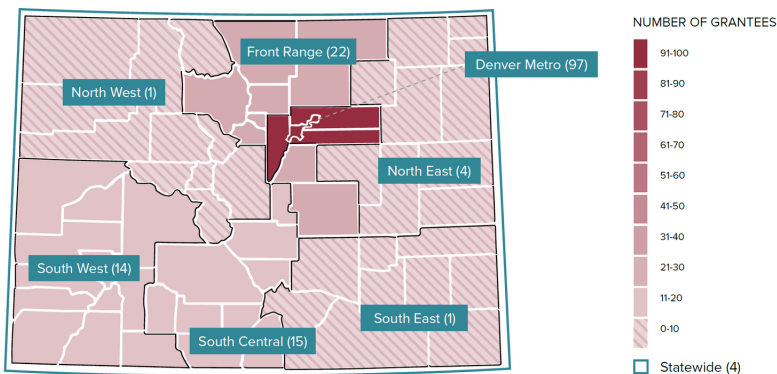 NUMBER OF GRANTEES
Front Range (22)
Denver Metro (97)
North West (1)
North East (4)
South West (14)
South East (1)
South Central (15)
91-100
81-90
71-80
61-70
51-60
41-50
31-40
21-30
11-20
0-10
Statewide (4)